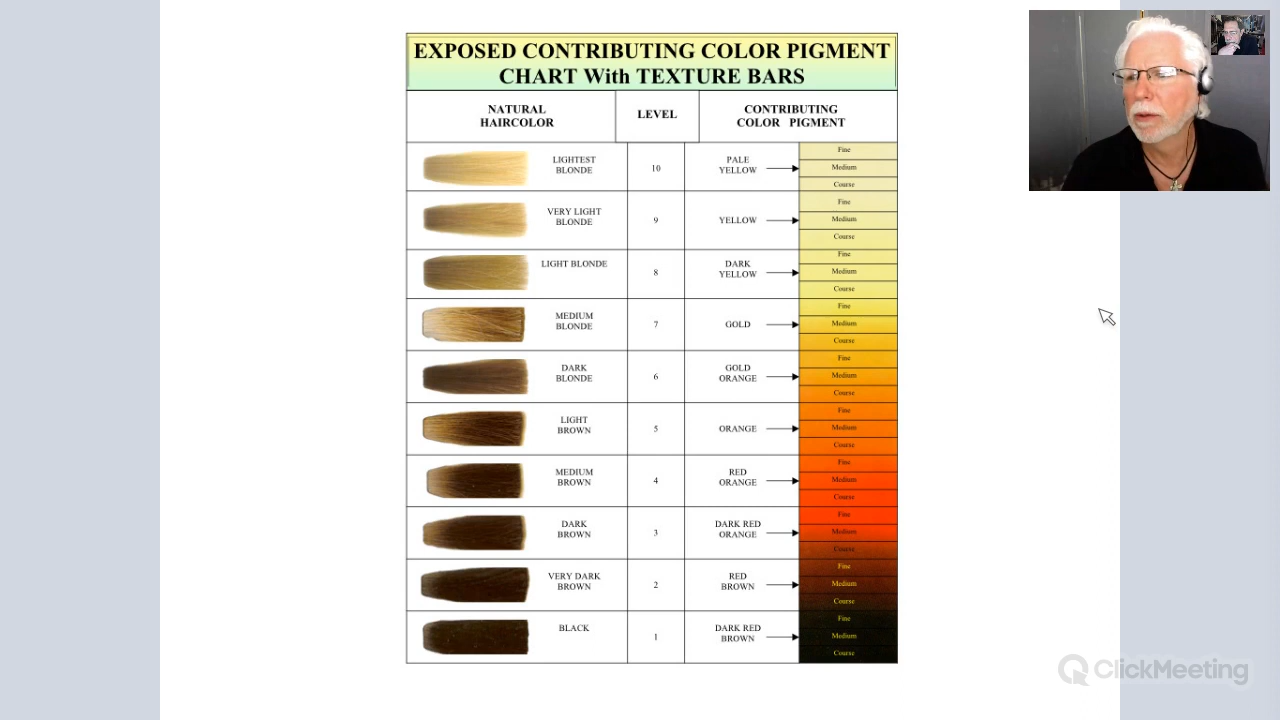 EXPOSED CONTRIBUTING COLOR PIGMENT
CHART With TEXTURE BARS
NATURAL
HAIRCOLOR
LEVEL
CONTRIBUTING
COLOR PIGMENT
LIGHTEST
BLONDE
10
PALE
YELLOW
Fine
Medium
Course
VERY LIGHT
BLONDE
9
YELLOW
Fine
Medium
Course
LIGHT BLONDE
8
DARK
YELLOW
Fine
Medium
Course
MEDIUM
BLONDE
7
GOLD
Fine
Medium
Course
DARK
BLONDE
6
GOLD
ORANGE
Fine
Medium
Course
LIGHT
BROWN
5
ORANGE
Fine
Medium
Course
MEDIUM
BROWN
4
RED
ORANGE
Fine
Medium
Course
DARK
BROWN
3
DARK RED
ORANGE
Fine
Medium
Course
VERY DARK
BROWN
2
RED
BROWN
Fine
Medium
Course
BLACK
1
DARK RED
BROWN
Fine
Medium
Course
ClickMeeting